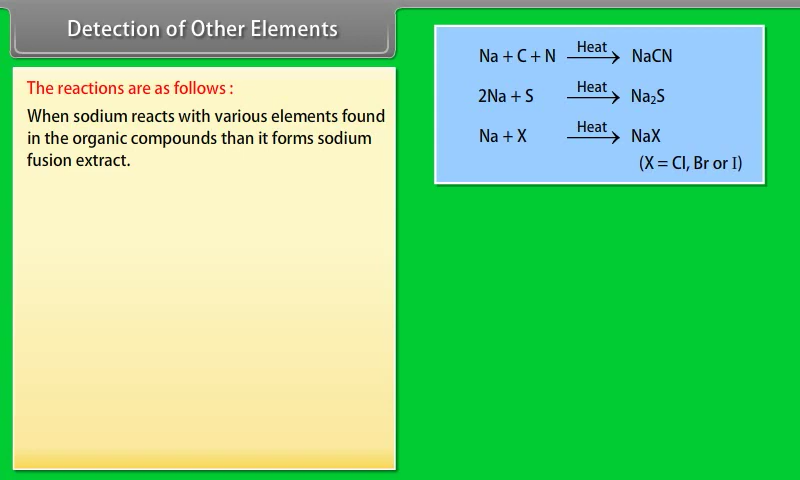 Detection of Other Elements
The reactions are as follows :
When sodium reacts with various elements found
in the organic compounds than it forms sodium
fusion extract.
Na + C + N Heat → NaCN
2Na + S Heat → Na₂S
Na + X Heat → NaX
(X = Cl, Br or I)